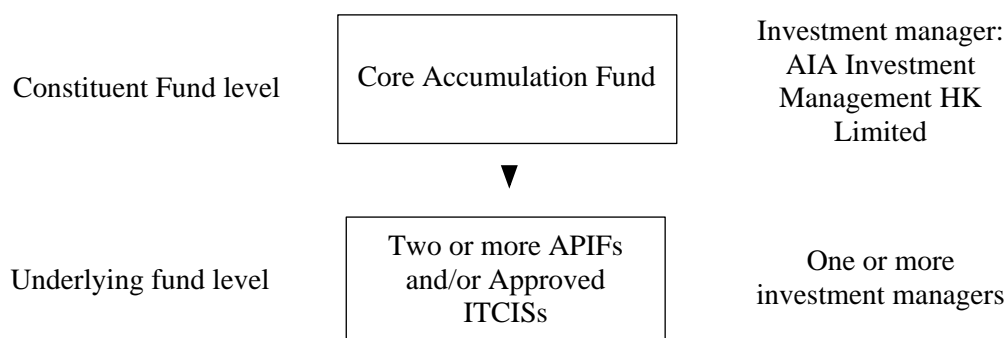 Constituent Fund level
Core Accumulation Fund
Investment manager:
AIA Investment
Management HK
Limited
Underlying fund level
Two or more APIFs
and/or Approved
ITCISs
One or more
investment managers